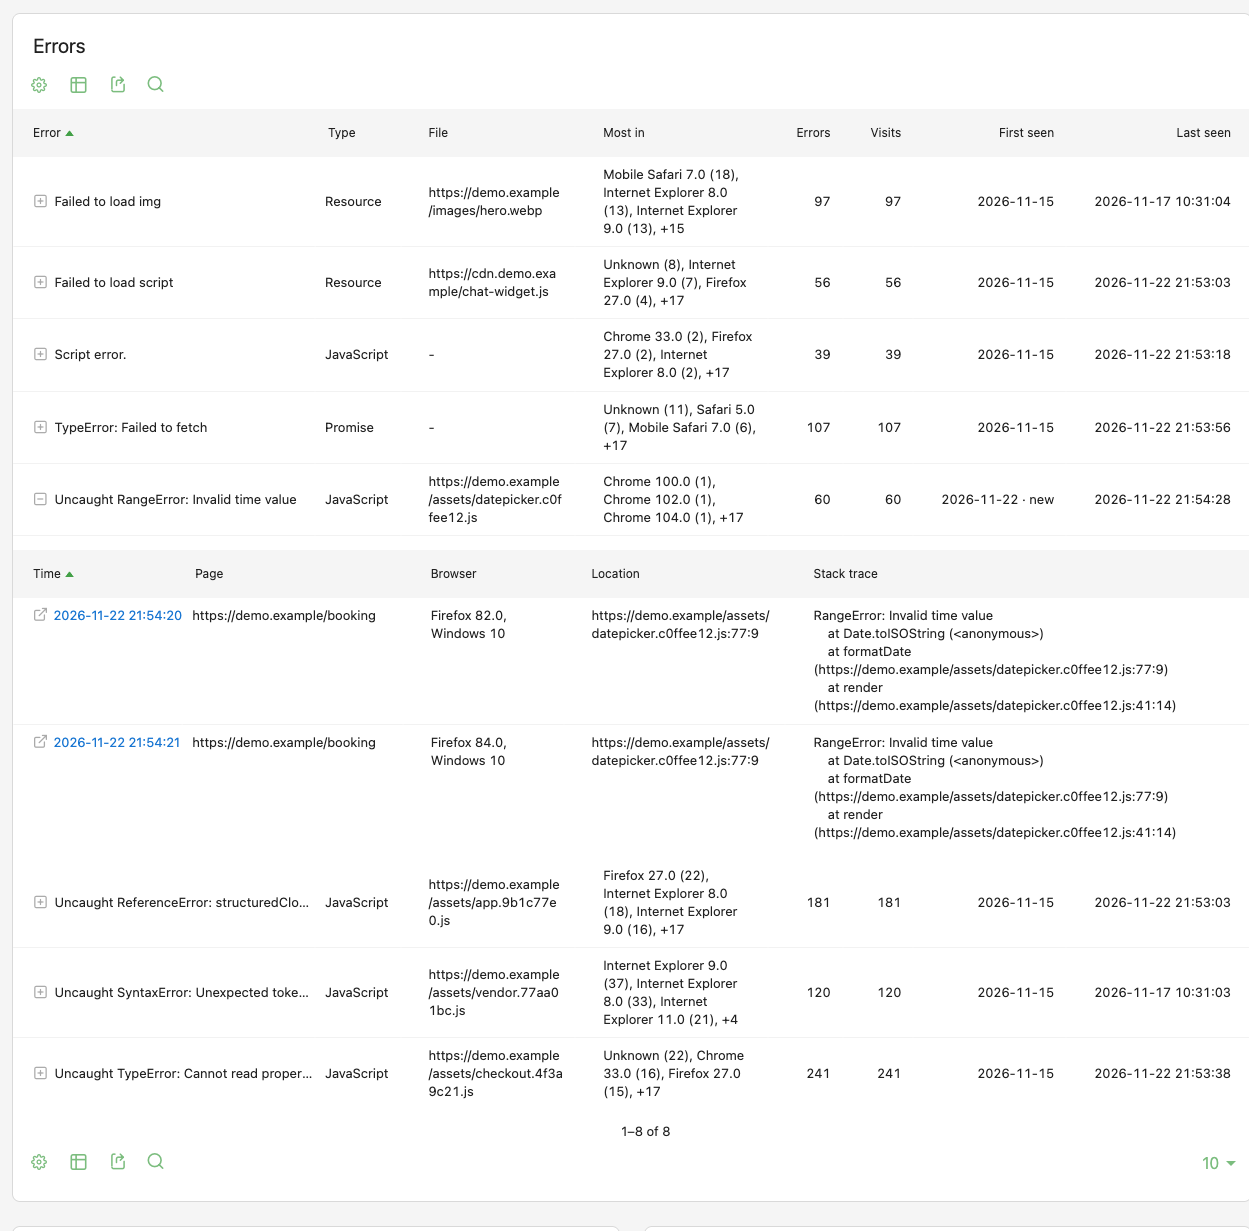 Errors
Error Type File Most in Errors Visits First seen Last seen
Failed to load img Resource https://demo.example/images/hero.webp Mobile Safari 7.0 (18), Internet Explorer 8.0 (13), Internet Explorer 9.0 (13), +15 97 97 2026-11-15 2026-11-17 10:31:04
Failed to load script Resource https://cdn.demo.example/chat-widget.js Unknown (8), Internet Explorer 9.0 (7), Firefox 27.0 (4), +17 56 56 2026-11-15 2026-11-22 21:53:03
Script error. JavaScript - Chrome 33.0 (2), Firefox 27.0 (2), Internet Explorer 8.0 (2), +17 39 39 2026-11-15 2026-11-22 21:53:18
TypeError: Failed to fetch Promise - Unknown (11), Safari 5.0 (7), Mobile Safari 7.0 (6), +17 107 107 2026-11-15 2026-11-22 21:53:56
Uncaught RangeError: Invalid time value JavaScript https://demo.example/assets/datepicker.c0ffee12.js Chrome 100.0 (1), Chrome 102.0 (1), Chrome 104.0 (1), +17 60 60 2026-11-22 · new 2026-11-22 21:54:28
Time Page Browser Location Stack trace
2026-11-22 21:54:20 https://demo.example/booking Firefox 82.0, Windows 10 https://demo.example/assets/datepicker.c0ffee12.js:77:9 RangeError: Invalid time value
at Date.toISOString (<anonymous>)
at formatDate
(https://demo.example/assets/datepicker.c0ffee12.js:77:9)
at render
(https://demo.example/assets/datepicker.c0ffee12.js:41:14)
2026-11-22 21:54:21 https://demo.example/booking Firefox 84.0, Windows 10 https://demo.example/assets/datepicker.c0ffee12.js:77:9 RangeError: Invalid time value
at Date.toISOString (<anonymous>)
at formatDate
(https://demo.example/assets/datepicker.c0ffee12.js:77:9)
at render
(https://demo.example/assets/datepicker.c0ffee12.js:41:14)
Uncaught ReferenceError: structuredClo... JavaScript https://demo.example/assets/app.9b1c77e0.js Firefox 27.0 (22), Internet Explorer 8.0 (18), Internet Explorer 9.0 (16), +17 181 181 2026-11-15 2026-11-22 21:53:03
Uncaught SyntaxError: Unexpected toke... JavaScript https://demo.example/assets/vendor.77aa01bc.js Internet Explorer 9.0 (37), Internet Explorer 8.0 (33), Internet Explorer 11.0 (21), +4 120 120 2026-11-15 2026-11-17 10:31:03
Uncaught TypeError: Cannot read proper... JavaScript https://demo.example/assets/checkout.4f3a9c21.js Unknown (22), Chrome 33.0 (16), Firefox 27.0 (15), +17 241 241 2026-11-15 2026-11-22 21:53:38
1–8 of 8
10